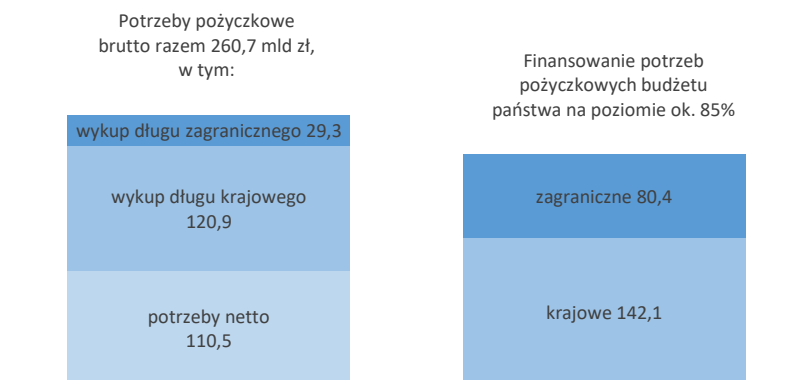 Potrzeby pożyczkowe
brutto razem 260,7 mld zł,
w tym:
wykup długu zagranicznego 29,3
wykup długu krajowego
120,9
potrzeby netto
110,5
Finansowanie potrzeb
pożyczkowych budżetu
państwa na poziomie ok. 85%
zagraniczne 80,4
krajowe 142,1